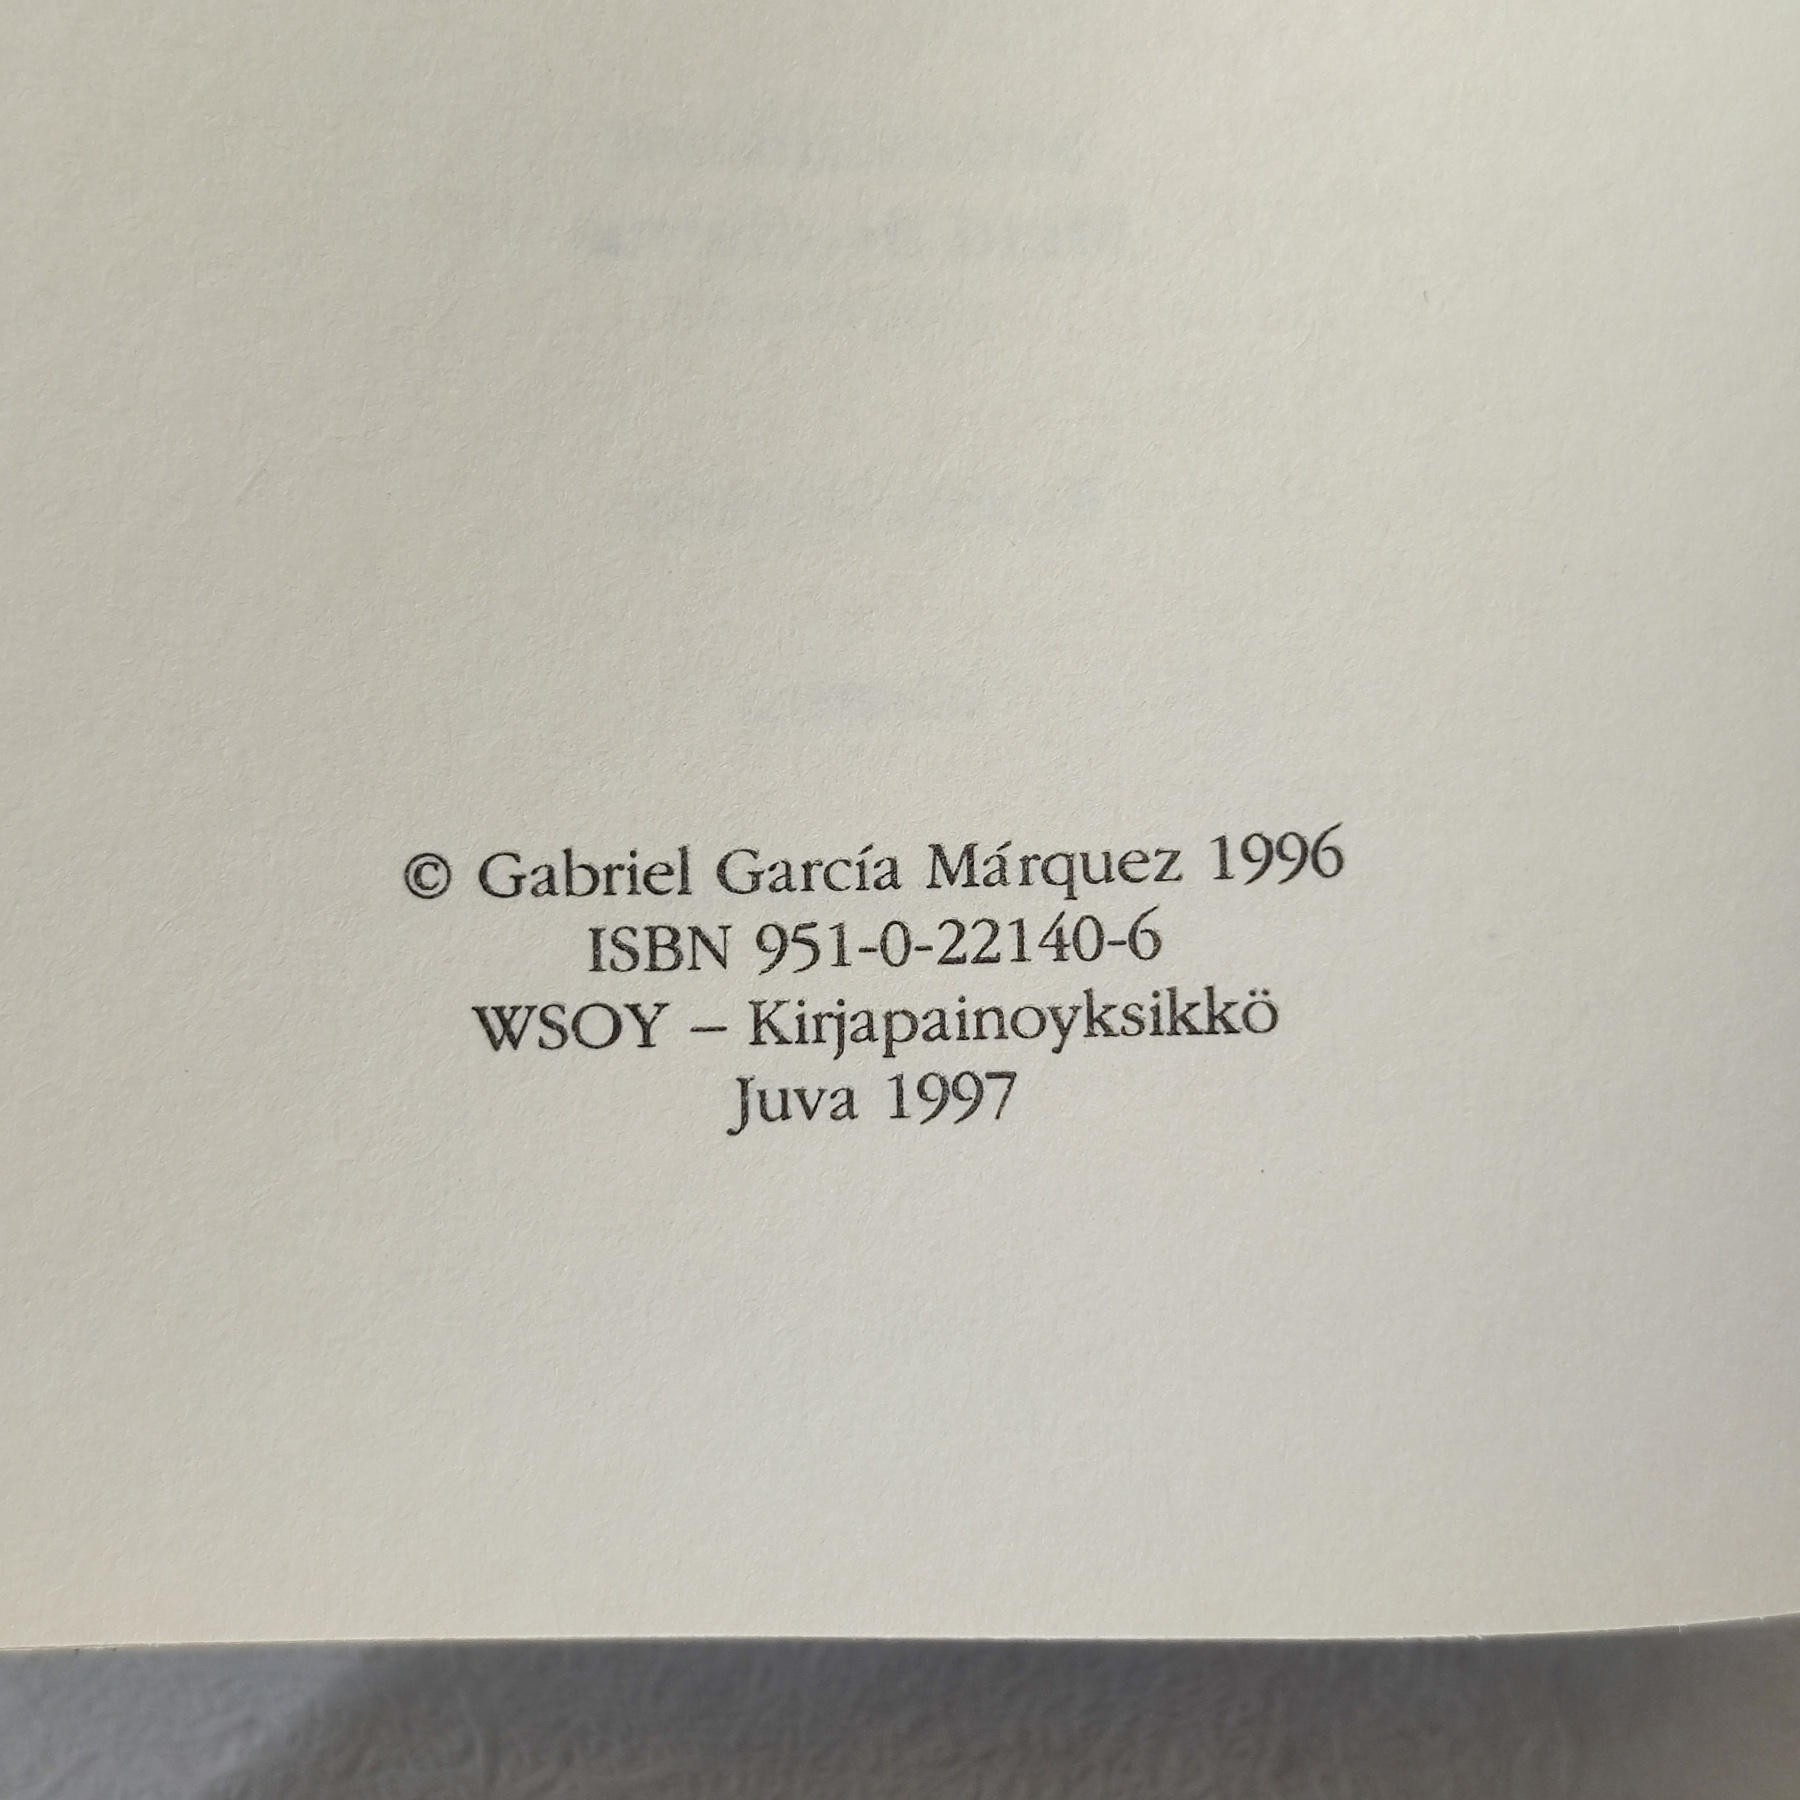 © Gabriel García Márquez 1996
ISBN 951-0-22140-6
WSOY – Kirjapainoyksikkö
Juva 1997